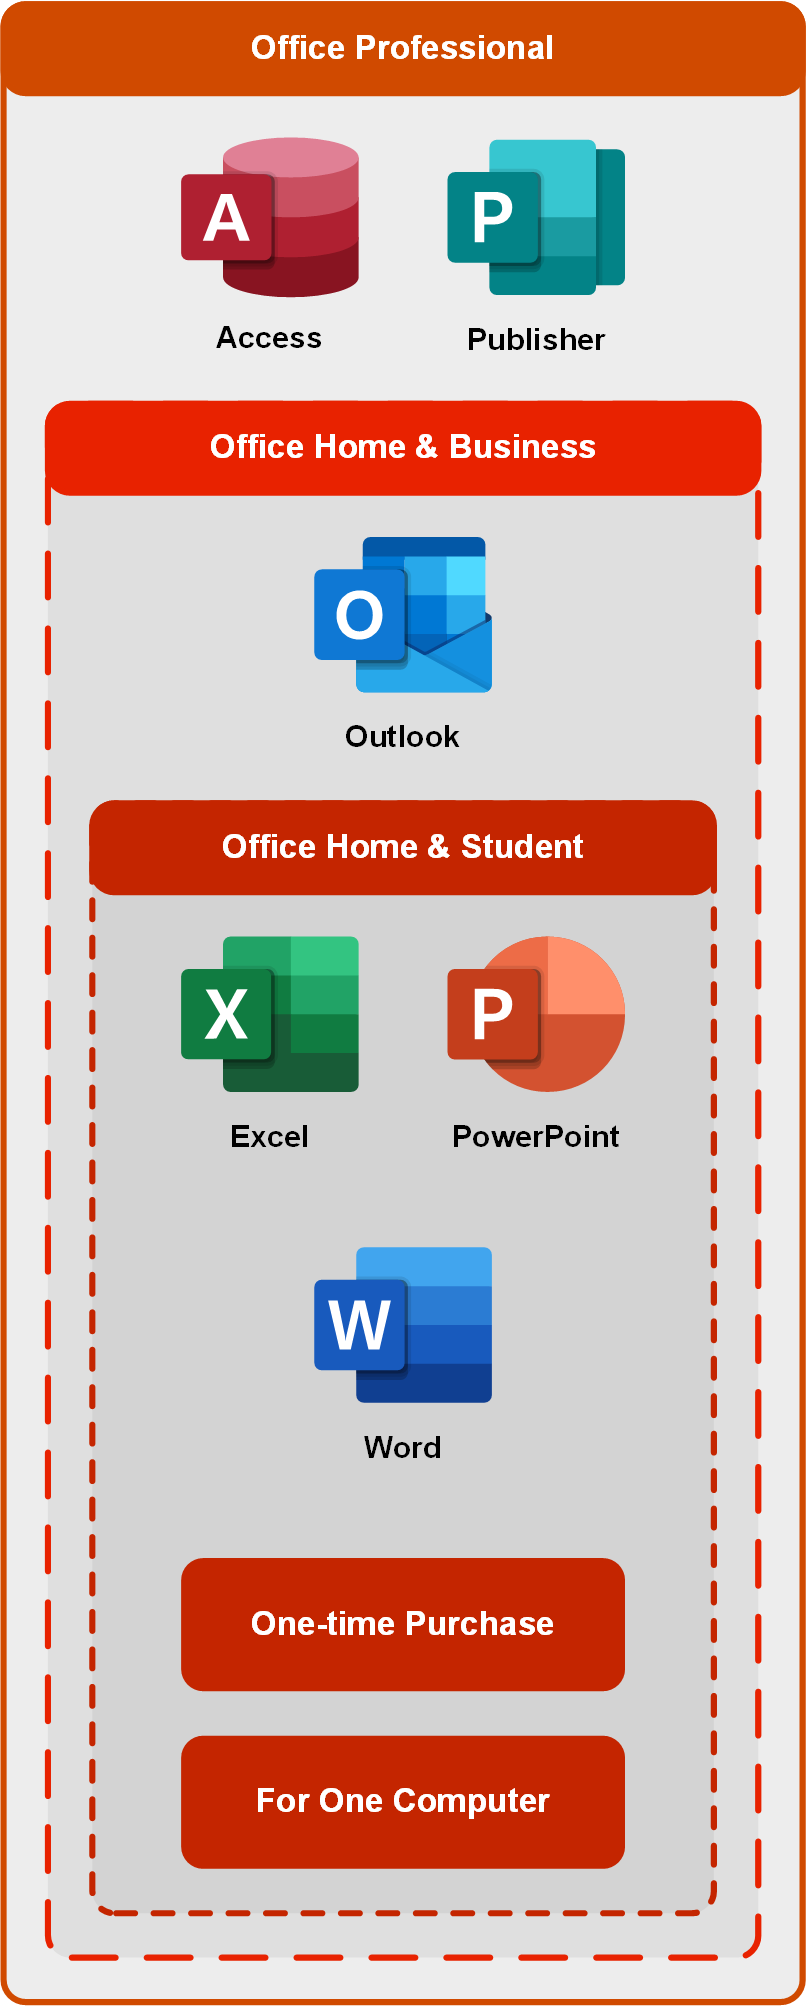 Office Professional
A
P
Access
Publisher
Office Home & Business
O
Outlook
Office Home & Student
X
P
Excel
PowerPoint
W
Word
One-time Purchase
For One Computer